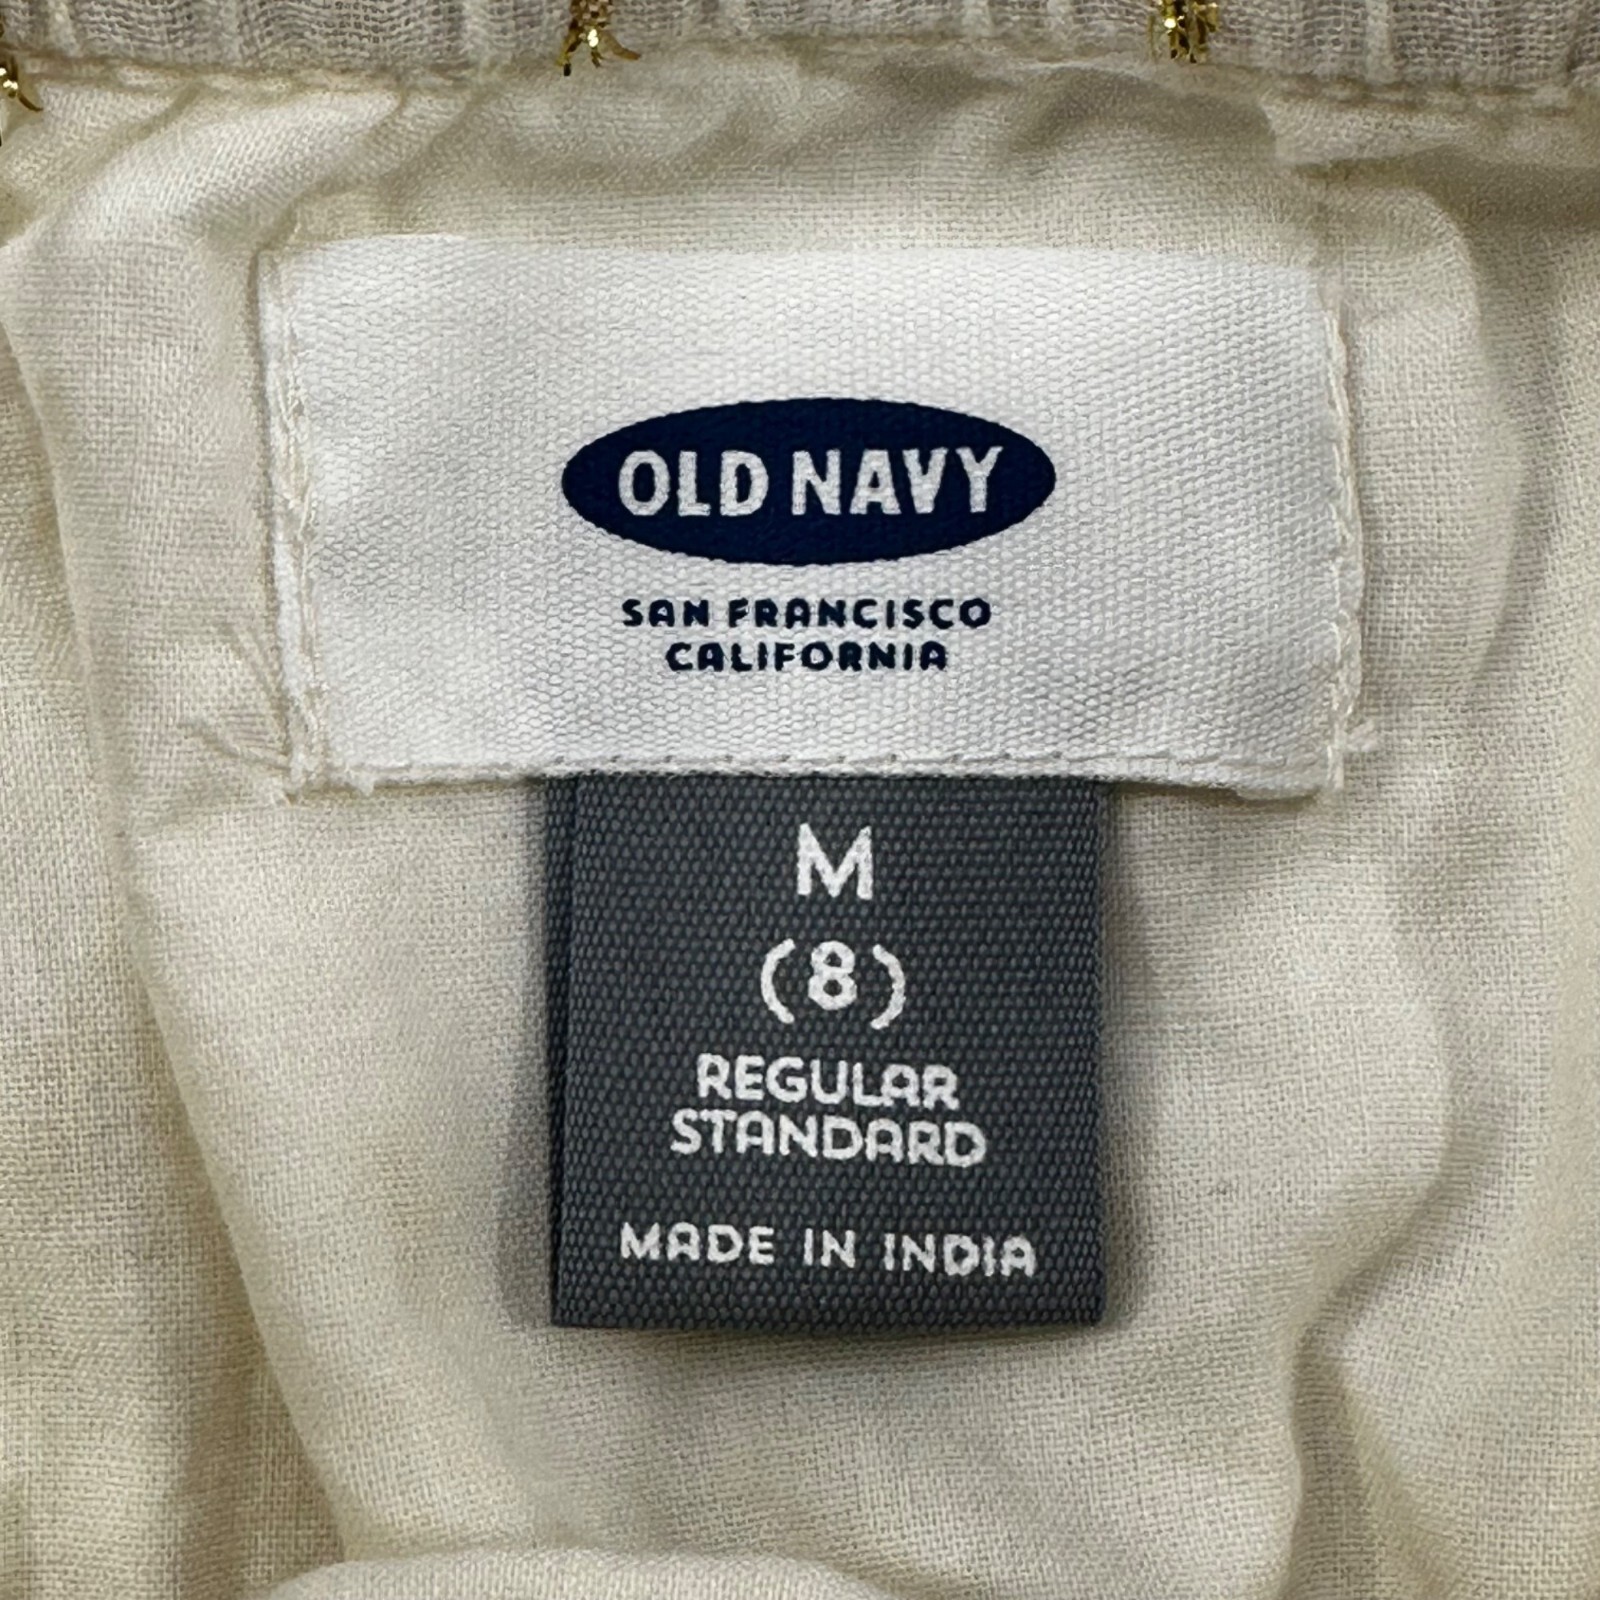 OLD NAVY
SAN FRANCISCO
CALIFORNIA
M
(8)
REGULAR
STANDARD
MADE IN INDIA